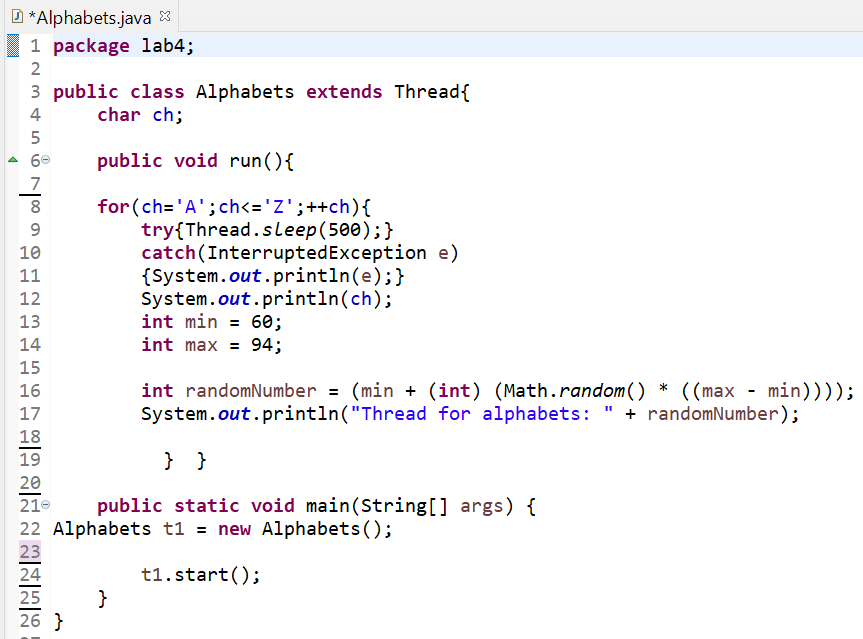 *Alphabets.java
1 package lab4;
2
3 public class Alphabets extends Thread{
4     char ch;
5
6     public void run(){
7
8     for(ch='A';ch<='Z';++ch){
9         try{Thread.sleep(500);}
10         catch(InterruptedException e)
11         {System.out.println(e);}
12         System.out.println(ch);
13         int min = 60;
14         int max = 94;
15
16         int randomNumber = (min + (int) (Math.random() * ((max - min))));
17         System.out.println("Thread for alphabets: " + randomNumber);
18
19           }  }
20
21     public static void main(String[] args) {
22 Alphabets t1 = new Alphabets();
23
24         t1.start();
25     }
26 }